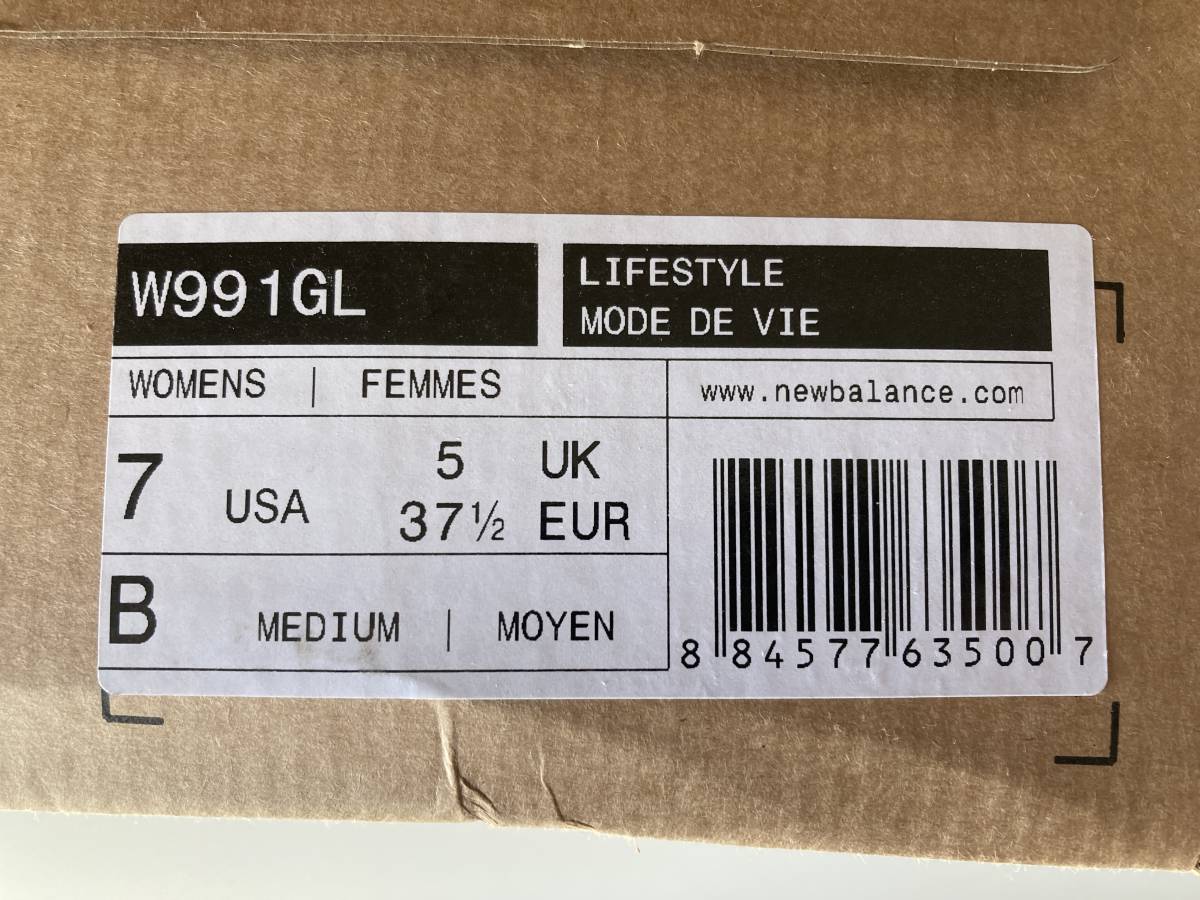 W991GL
LIFESTYLE
MODE DE VIE
WOMENS | FEMMES
www.newbalance.com
7 USA
5 UK
37½ EUR
B MEDIUM | MOYEN
8 84577 63500 7